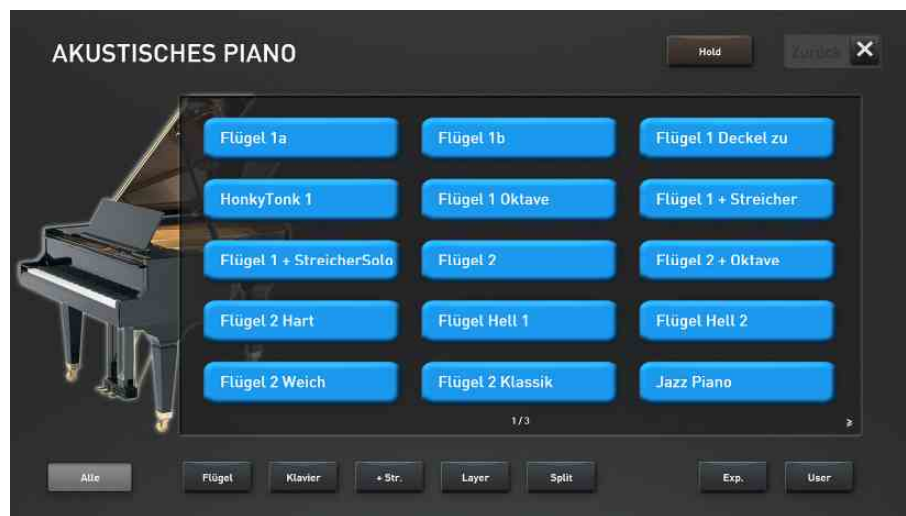 AKUSTISCHES PIANO
Hold
Zurück
Flügel 1a
Flügel 1b
Flügel 1 Deckel zu
HonkyTonk 1
Flügel 1 Oktave
Flügel 1 + Streicher
Flügel 1 + StreicherSolo
Flügel 2
Flügel 2 + Oktave
Flügel 2 Hart
Flügel Hell 1
Flügel Hell 2
Flügel 2 Weich
Flügel 2 Klassik
Jazz Piano
1/3
Alle
Flügel
Klavier
+ Str.
Layer
Split
Exp.
User